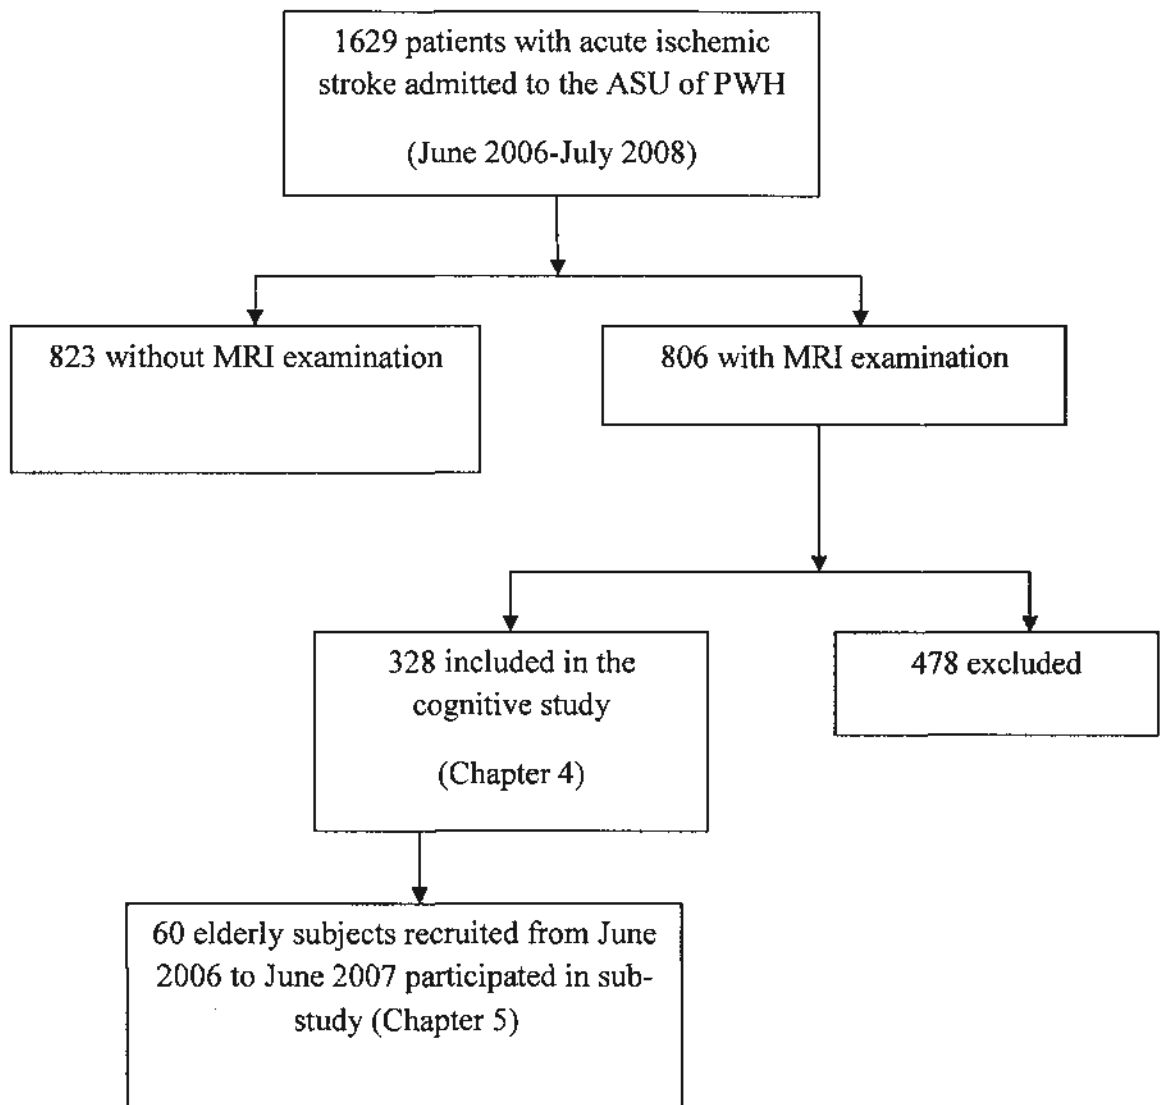 1629 patients with acute ischemic
stroke admitted to the ASU of PWH
(June 2006-July 2008)
823 without MRI examination
806 with MRI examination
328 included in the
cognitive study
(Chapter 4)
478 excluded
60 elderly subjects recruited from June
2006 to June 2007 participated in sub-
study (Chapter 5)